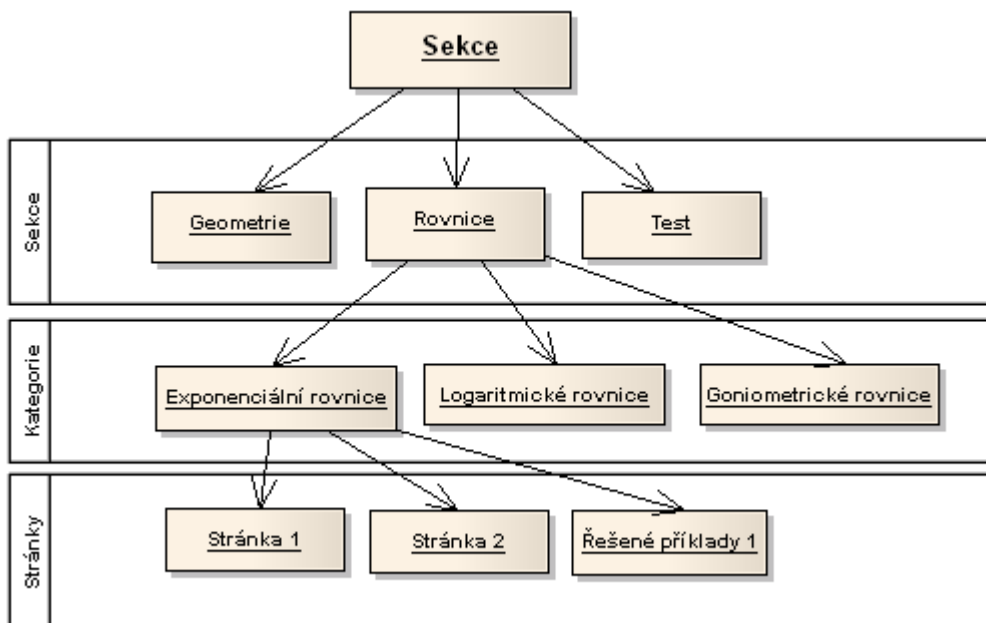 Sekce
Sekce
Geometrie
Rovnice
Test
Kategorie
Exponenciální rovnice
Logaritmické rovnice
Goniometrické rovnice
Stránky
Stránka 1
Stránka 2
Řešené příklady 1